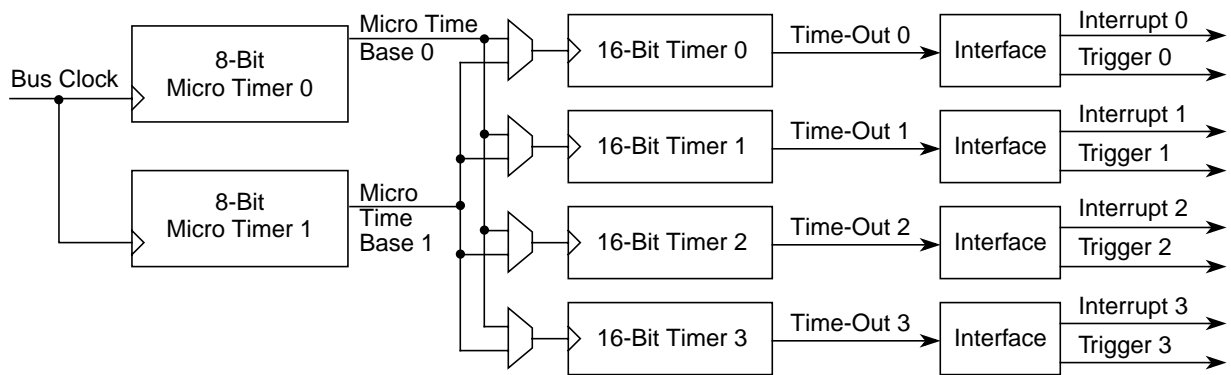 Bus Clock
8-Bit
Micro Timer 0
Micro Time
Base 0
8-Bit
Micro Timer 1
Micro
Time
Base 1
16-Bit Timer 0
Time-Out 0
Interface
Interrupt 0
Trigger 0
16-Bit Timer 1
Time-Out 1
Interface
Interrupt 1
Trigger 1
16-Bit Timer 2
Time-Out 2
Interface
Interrupt 2
Trigger 2
16-Bit Timer 3
Time-Out 3
Interface
Interrupt 3
Trigger 3